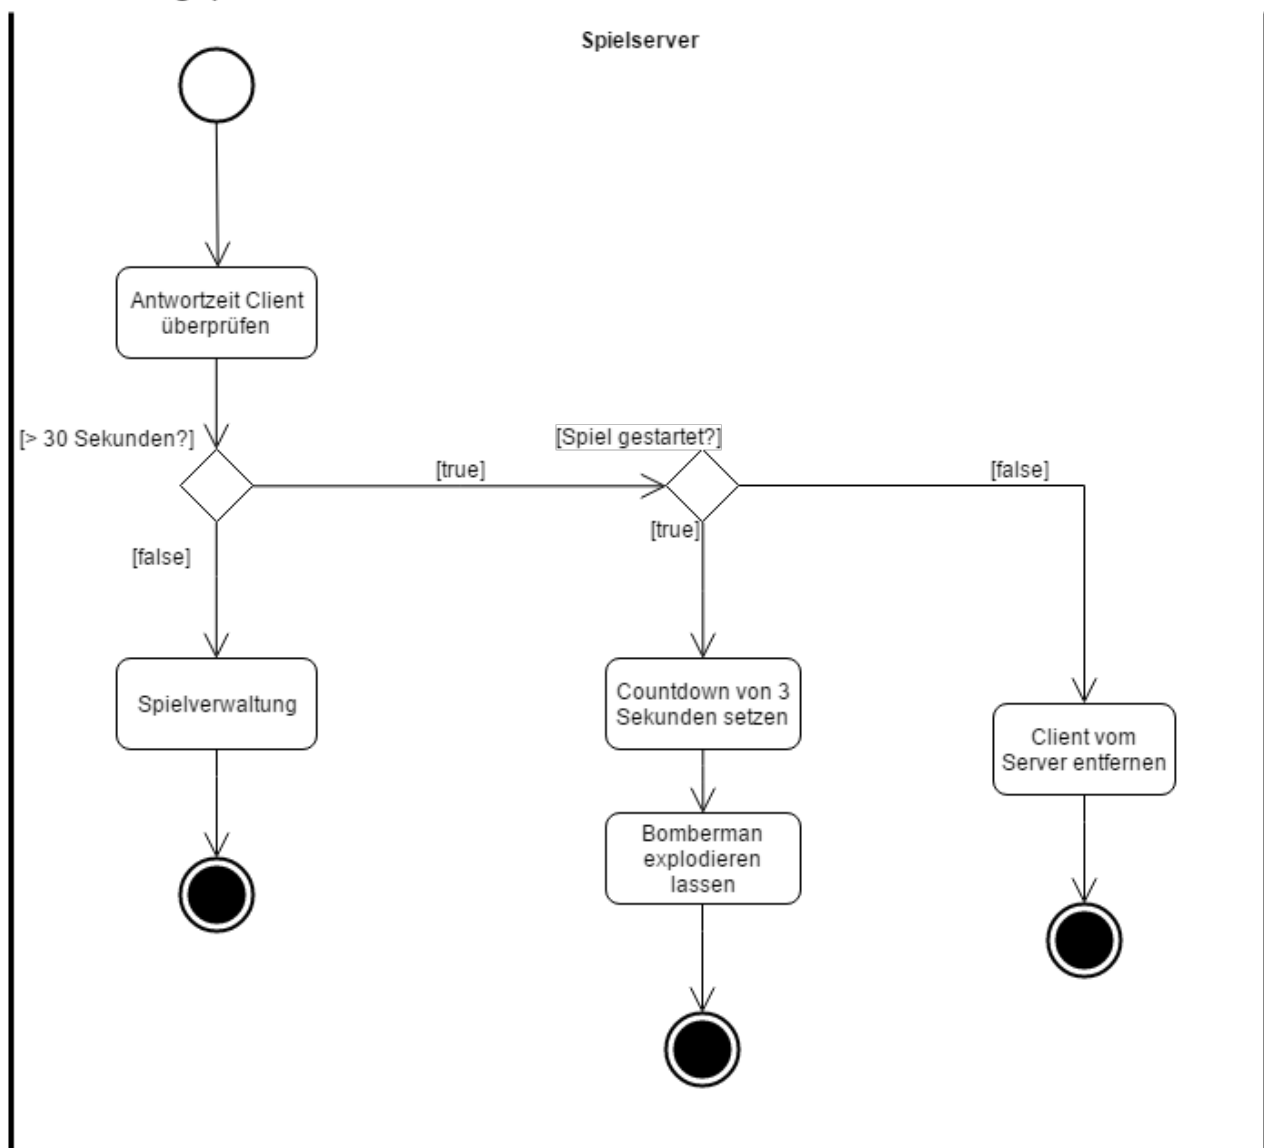 Spielserver
Antwortzeit Client
überprüfen
[> 30 Sekunden?]
[true]
[Spiel gestartet?]
[false]
[true]
[false]
Spielverwaltung
Countdown von 3
Sekunden setzen
Client vom
Server entfernen
Bomberman
explodieren
lassen